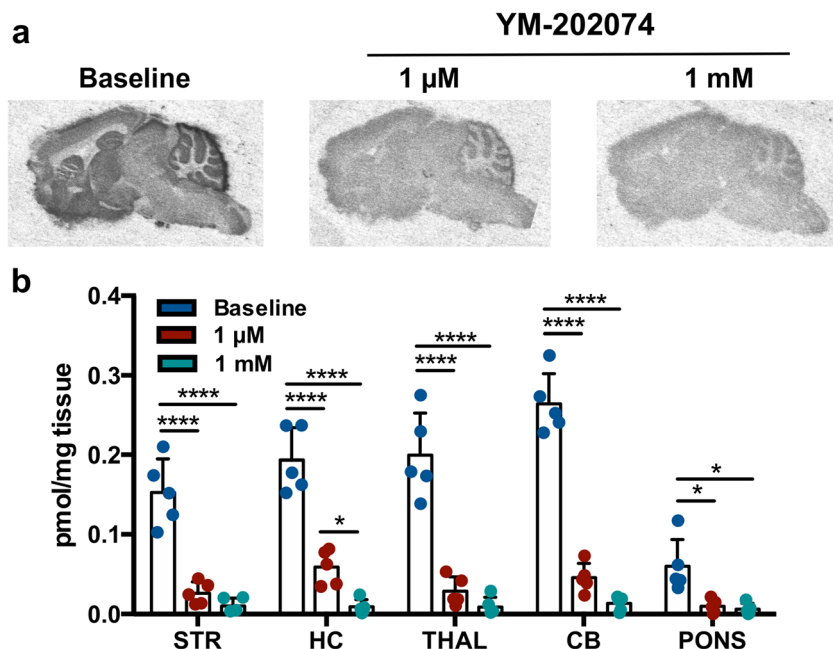 a
YM-202074
Baseline
1 µM
1 mM
b
pmol/mg tissue
0.4
0.3
0.2
0.1
0.0
Baseline
1 µM
1 mM
****
****
****
****
*
****
****
****
****
*
*
STR
HC
THAL
CB
PONS